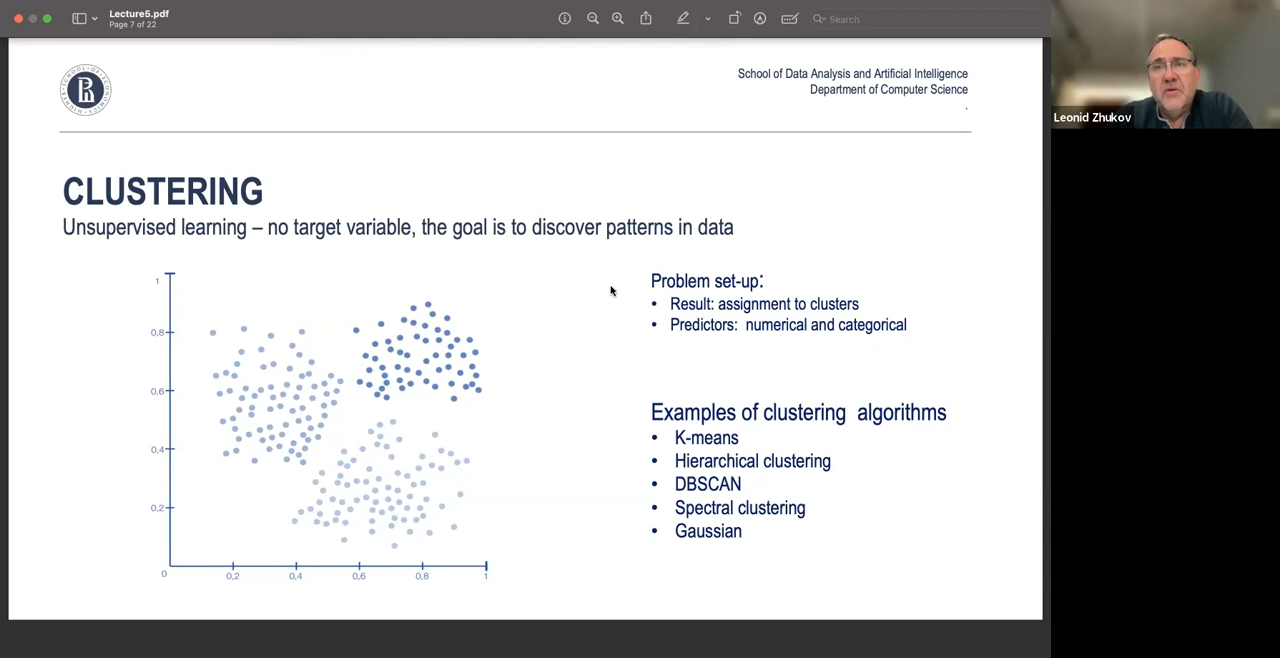 Lecture5.pdf
Page 7 of 22
Search
Leonid Zhukov
School of Data Analysis and Artificial Intelligence
Department of Computer Science
.
CLUSTERING
Unsupervised learning – no target variable, the goal is to discover patterns in data
1
0,8
0,6
0,4
0,2
0
0,2
0,4
0,6
0,8
1
Problem set-up:
• Result: assignment to clusters
• Predictors: numerical and categorical
Examples of clustering algorithms
• K-means
• Hierarchical clustering
• DBSCAN
• Spectral clustering
• Gaussian